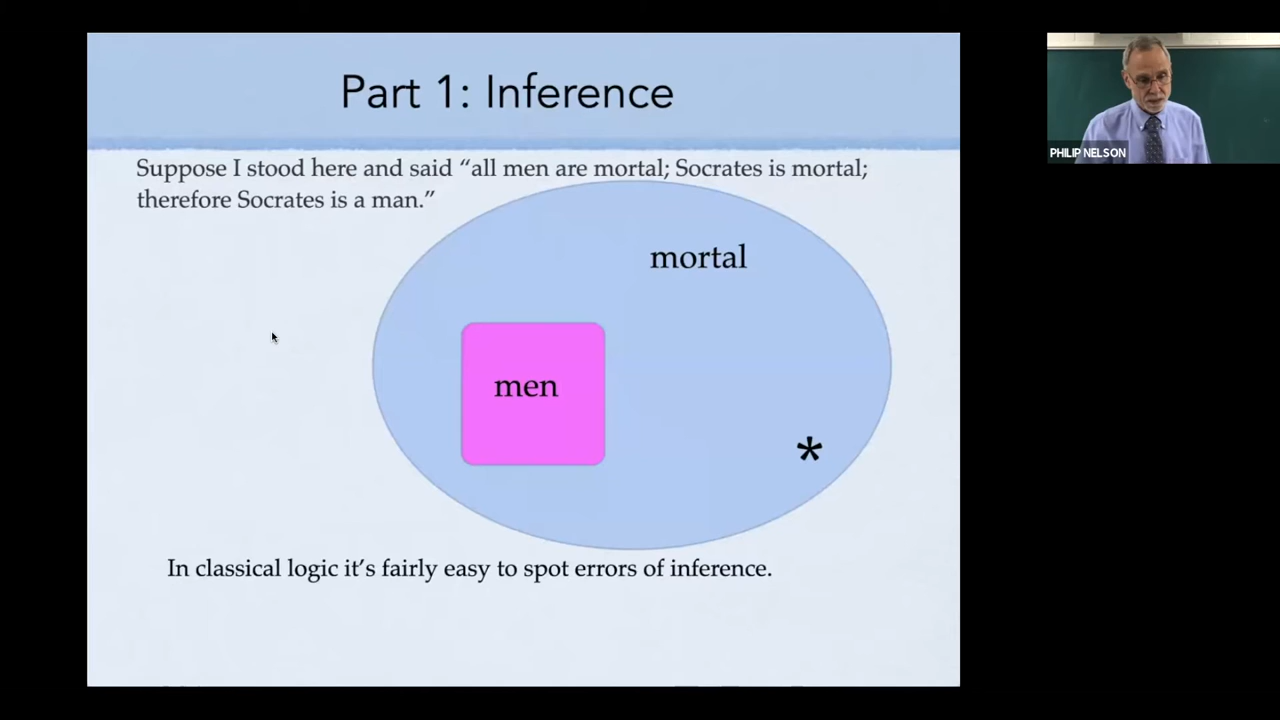 Part 1: Inference
Suppose I stood here and said “all men are mortal; Socrates is mortal;
therefore Socrates is a man.”
mortal
men
*
In classical logic it’s fairly easy to spot errors of inference.
PHILIP NELSON